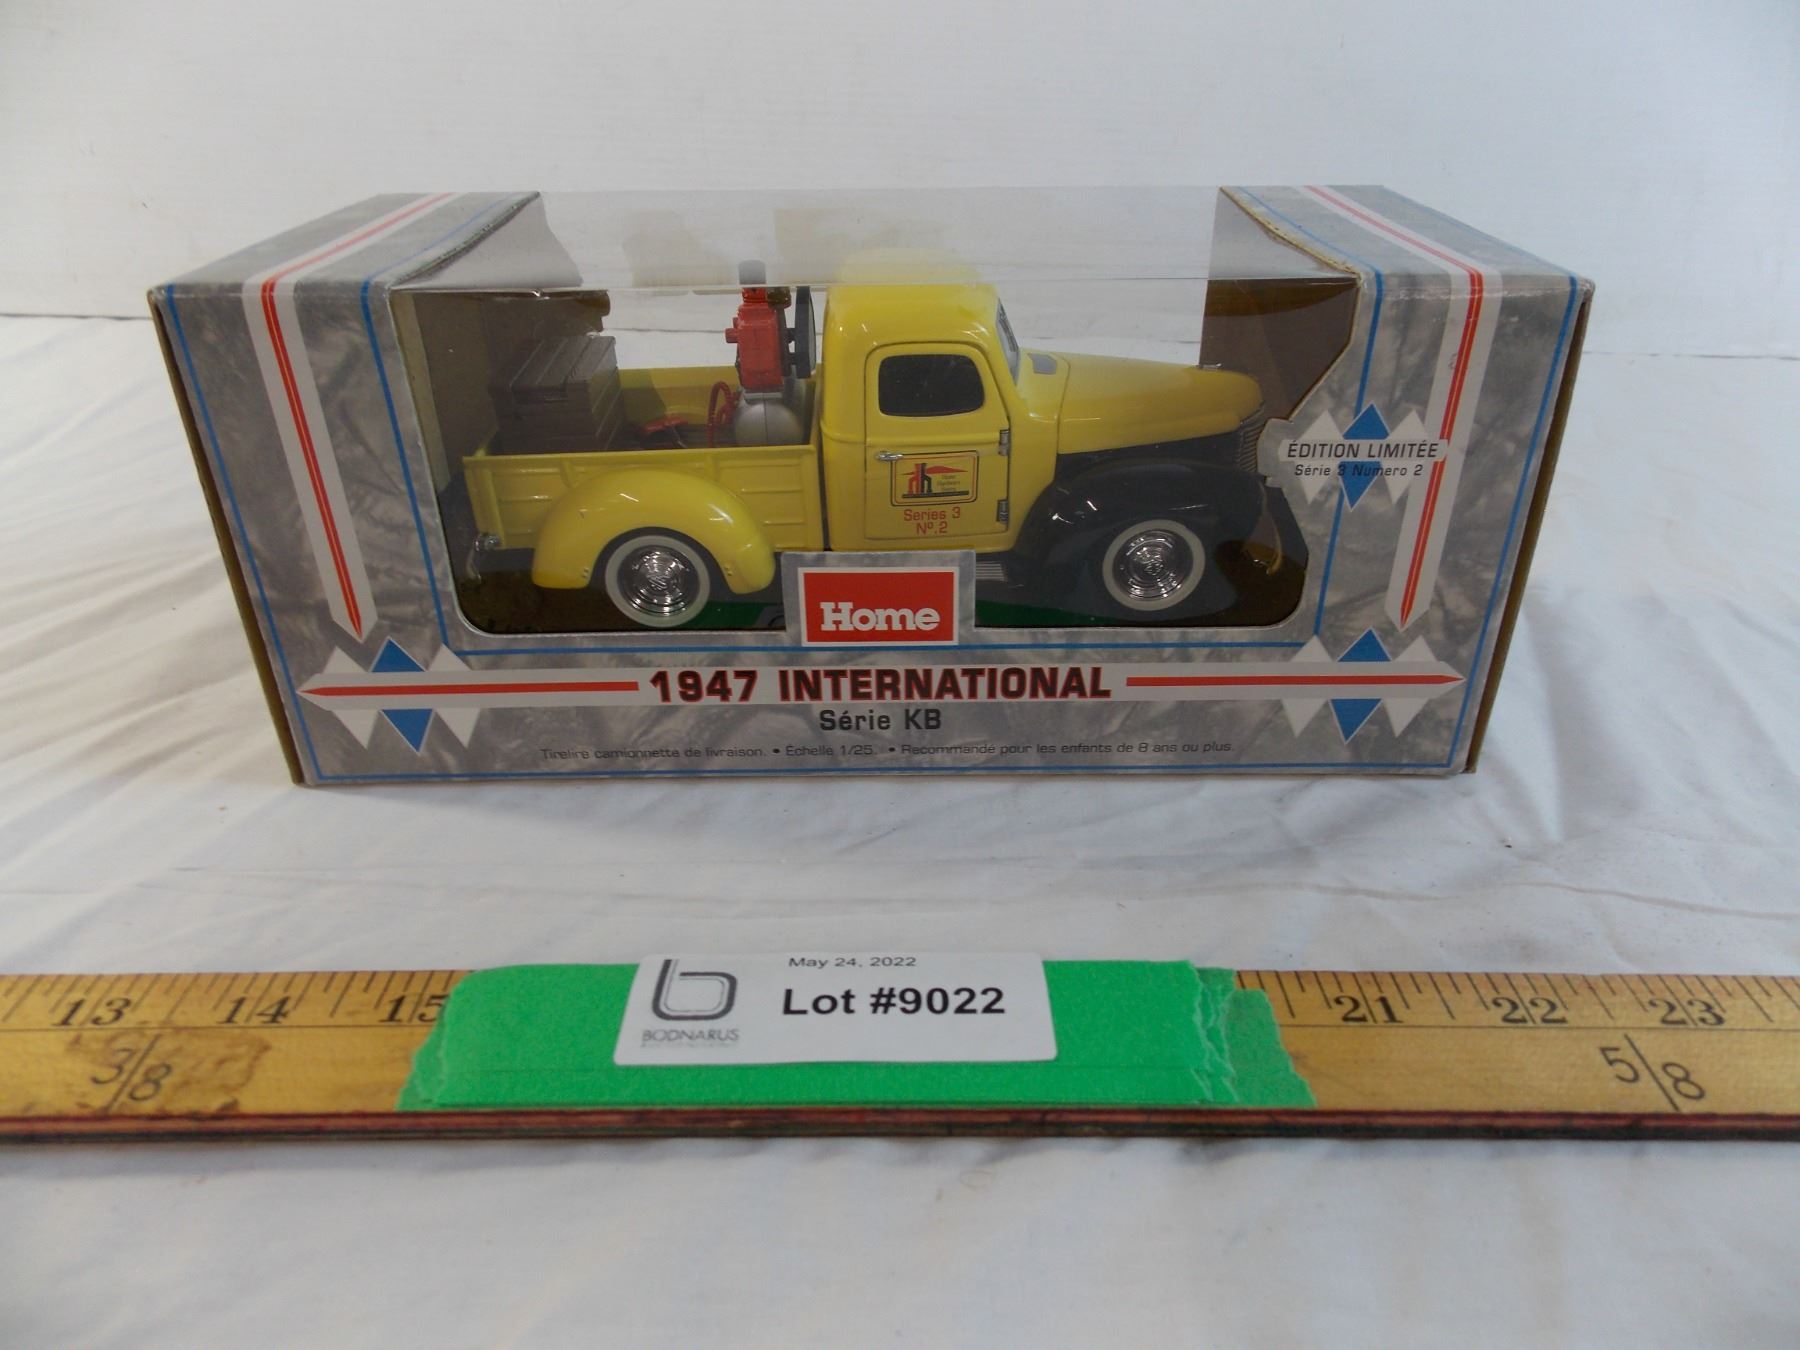 ÉDITION LIMITÉE
Série 3 Numero 2
Home
Hardware
Series 3
Nº.2
Home
1947 INTERNATIONAL
Série KB
Tirelire camionnette de livraison. • Échelle 1/25. • Recommandé pour les enfants de 8 ans ou plus.
May 24, 2022
Lot #9022
BODNARUS
13 14 15 21 22 23
3/8 5/8